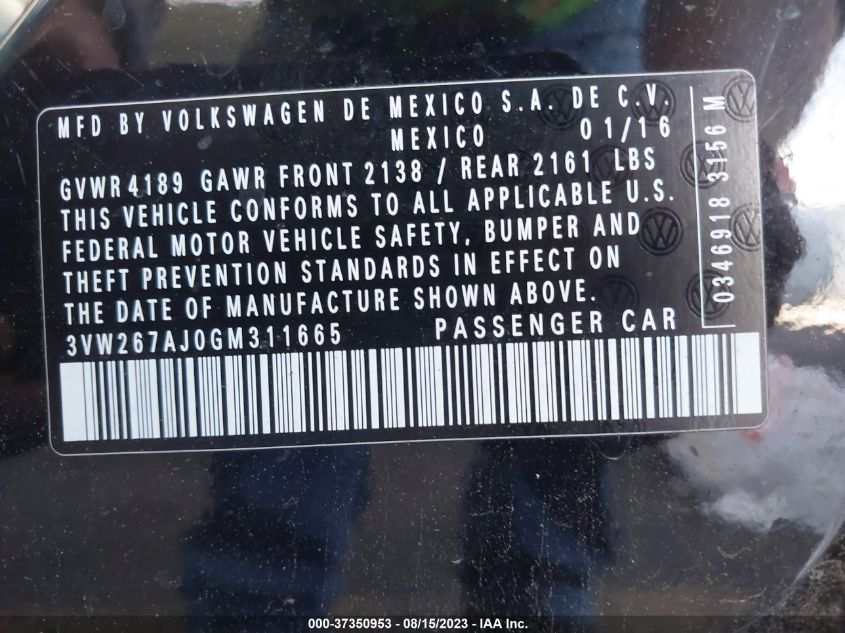 MFD BY VOLKSWAGEN DE MEXICO S.A. DE C.V.
MEXICO 01/16
GVWR 4189 GAWR FRONT 2138 / REAR 2161 LBS
THIS VEHICLE CONFORMS TO ALL APPLICABLE U.S.
FEDERAL MOTOR VEHICLE SAFETY, BUMPER AND
THEFT PREVENTION STANDARDS IN EFFECT ON
THE DATE OF MANUFACTURE SHOWN ABOVE.
3VW267AJ0GM311665 PASSENGER CAR
0346918 3156 M
000-37350953 - 08/15/2023 - IAA Inc.